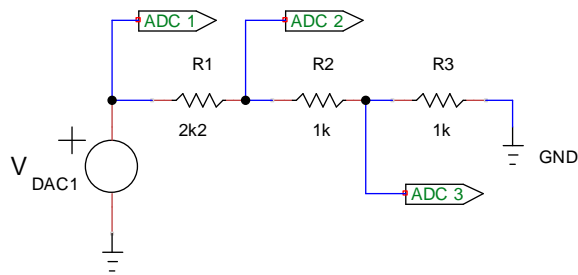 ADC 1
ADC 2
R1
R2
R3
2k2
1k
1k
+
V DAC1
GND
ADC 3